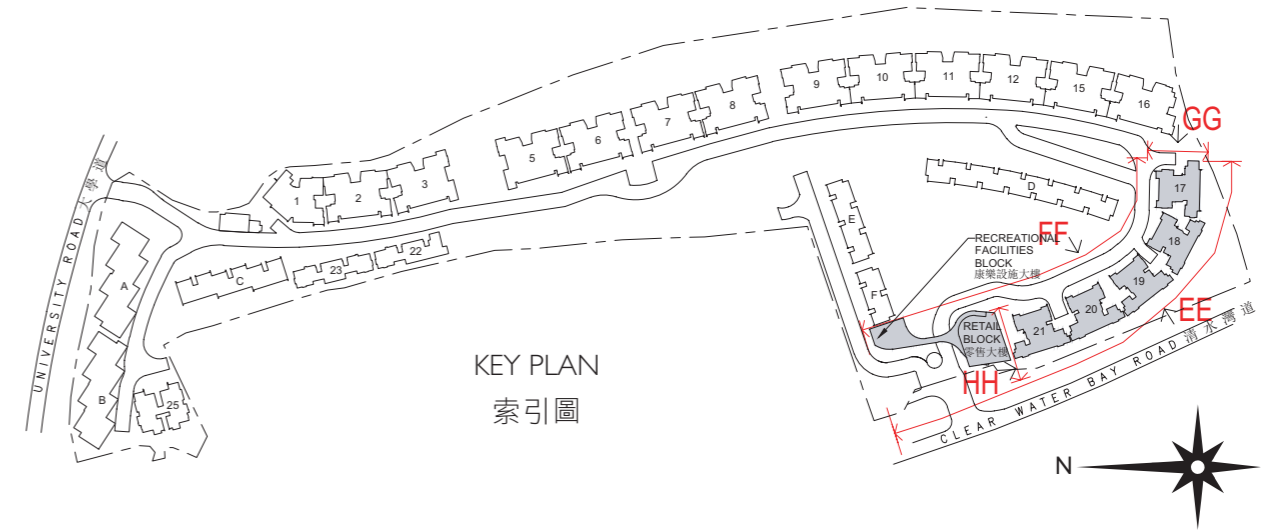 9
10
11
12
15
16
8
7
6
5
3
2
1
GG
17
D
E
FF
RECREATIONAL
FACILITIES
BLOCK
康樂設施大樓
18
22
23
C
A
UNIVERSITY ROAD 大學道
F
19
20
EE
21
RETAIL
BLOCK
零售大樓
HH
CLEAR WATER BAY ROAD 清水灣道
B
25
KEY PLAN
索引圖
N